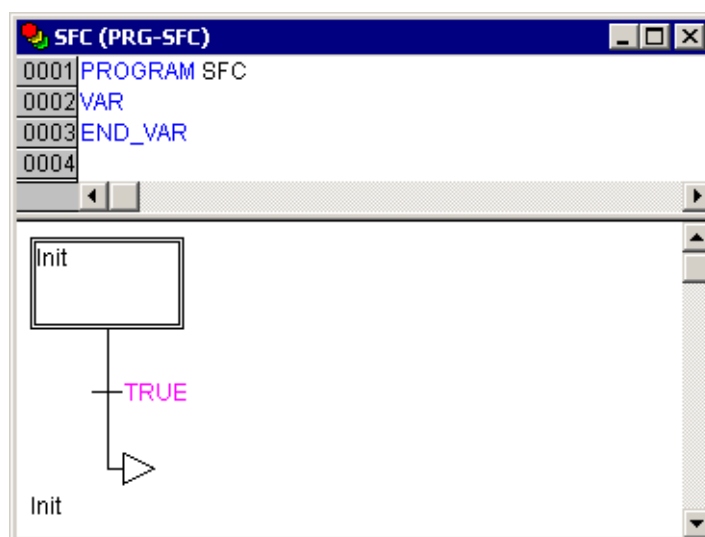 SFC (PRG-SFC)
0001 PROGRAM SFC
0002 VAR
0003 END_VAR
0004
Init
TRUE
Init